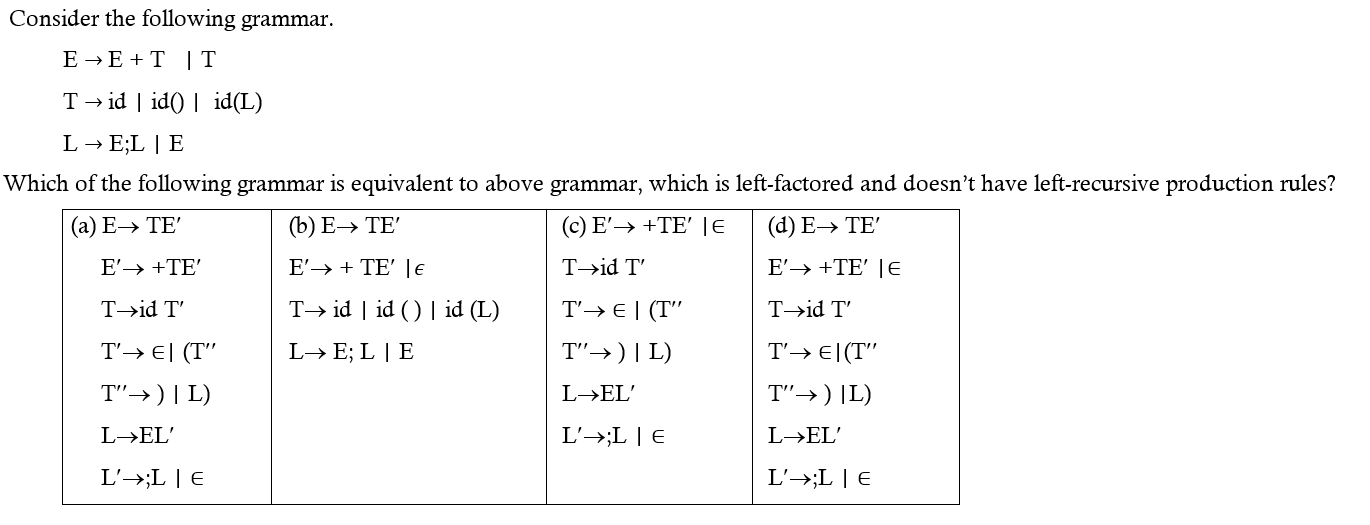 Consider the following grammar.
E → E + T | T
T → id | id() | id(L)
L → E;L | E
Which of the following grammar is equivalent to above grammar, which is left-factored and doesn’t have left-recursive production rules?
(a) E→ TE′
E′→ +TE′
T→id T′
T′→ ∈| (T′′
T′′→ ) | L)
L→EL′
L′→;L | ∈
(b) E→ TE′
E′→ + TE′ |ϵ
T→ id | id ( ) | id (L)
L→ E; L | E
(c) E′→ +TE′ |∈
T→id T′
T′→ ∈ | (T′′
T′′→ ) | L)
L→EL′
L′→;L | ∈
(d) E→ TE′
E′→ +TE′ |∈
T→id T′
T′→ ∈|(T′′
T′′→ ) |L)
L→EL′
L′→;L | ∈